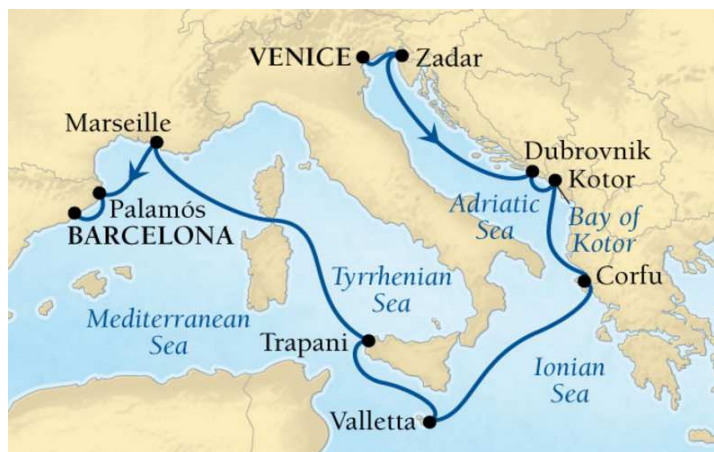 VENICE
Zadar
Marseille
Dubrovnik
Kotor
Palamós
BARCELONA
Adriatic
Sea
Bay of
Kotor
Tyrrhenian
Sea
Corfu
Mediterranean
Sea
Trapani
Ionian
Sea
Valletta